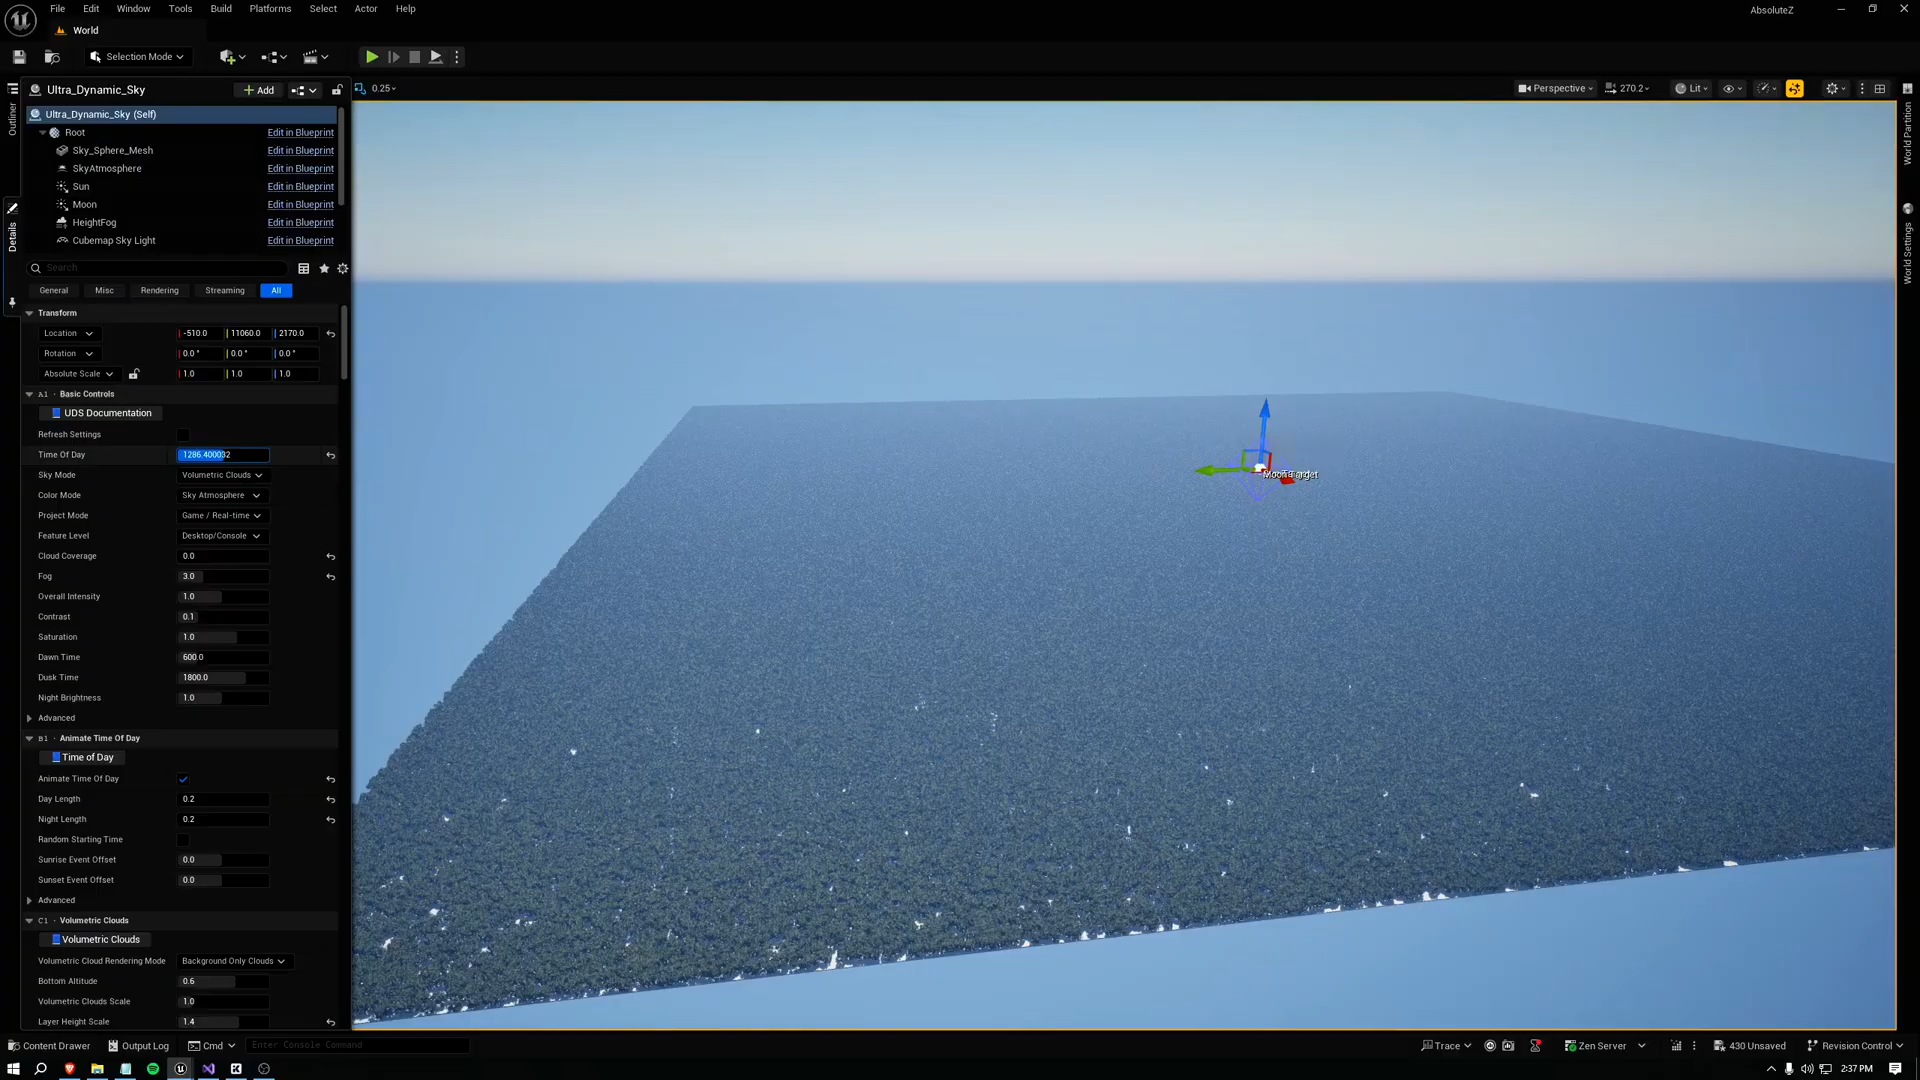 File Edit Window Tools Build Platforms Select Actor Help
AbsoluteZ
World
Selection Mode
Ultra_Dynamic_Sky
Add
0.25
Perspective
270.2
Lit
Outliner
Ultra_Dynamic_Sky (Self)
Root Edit in Blueprint
Sky_Sphere_Mesh Edit in Blueprint
SkyAtmosphere Edit in Blueprint
Sun Edit in Blueprint
Moon Edit in Blueprint
HeightFog Edit in Blueprint
Cubemap Sky Light Edit in Blueprint
Details
World Partition
World Settings
Search
General Misc Rendering Streaming All
Transform
Location -510.0 11060.0 2170.0
Rotation 0.0 ° 0.0 ° 0.0 °
Absolute Scale 1.0 1.0 1.0
A1 · Basic Controls
UDS Documentation
Refresh Settings
Time Of Day 1286.400032
Sky Mode Volumetric Clouds
Color Mode Sky Atmosphere
Project Mode Game / Real-time
Feature Level Desktop/Console
Cloud Coverage 0.0
Fog 3.0
Overall Intensity 1.0
Contrast 0.1
Saturation 1.0
Dawn Time 600.0
Dusk Time 1800.0
Night Brightness 1.0
Advanced
B1 · Animate Time Of Day
Time of Day
Animate Time Of Day
Day Length 0.2
Night Length 0.2
Random Starting Time
Sunrise Event Offset 0.0
Sunset Event Offset 0.0
Advanced
C1 · Volumetric Clouds
Volumetric Clouds
Volumetric Cloud Rendering Mode Background Only Clouds
Bottom Altitude 0.6
Volumetric Clouds Scale 1.0
Layer Height Scale 1.4
Content Drawer Output Log Cmd Enter Console Command
Trace Zen Server 430 Unsaved Revision Control
2:37 PM